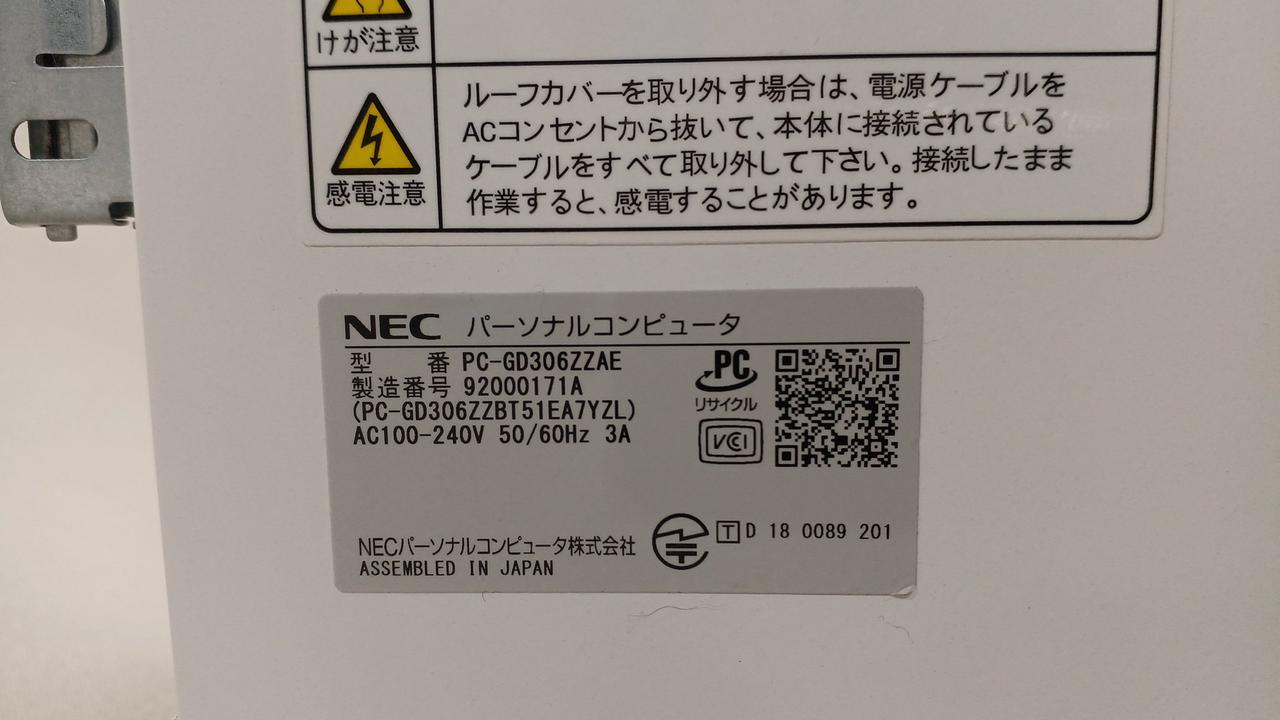 けが注意
感電注意
ルーフカバーを取り外す場合は、電源ケーブルを
ACコンセントから抜いて、本体に接続されている
ケーブルをすべて取り外して下さい。接続したまま
作業すると、感電することがあります。
NEC パーソナルコンピュータ
型 番 PC-GD306ZZAE
製造番号 92000171A
(PC-GD306ZZBT51EA7YZL)
AC100-240V 50/60Hz 3A
PC
リサイクル
VCI
NECパーソナルコンピュータ株式会社
ASSEMBLED IN JAPAN
T D 18 0089 201